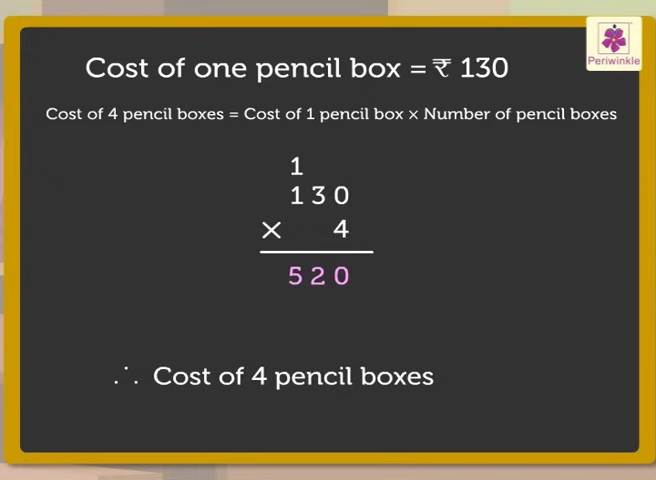 Cost of one pencil box = ₹ 130
Periwinkle
Cost of 4 pencil boxes = Cost of 1 pencil box × Number of pencil boxes
1
1 3 0
× 4
5 2 0
∴ Cost of 4 pencil boxes